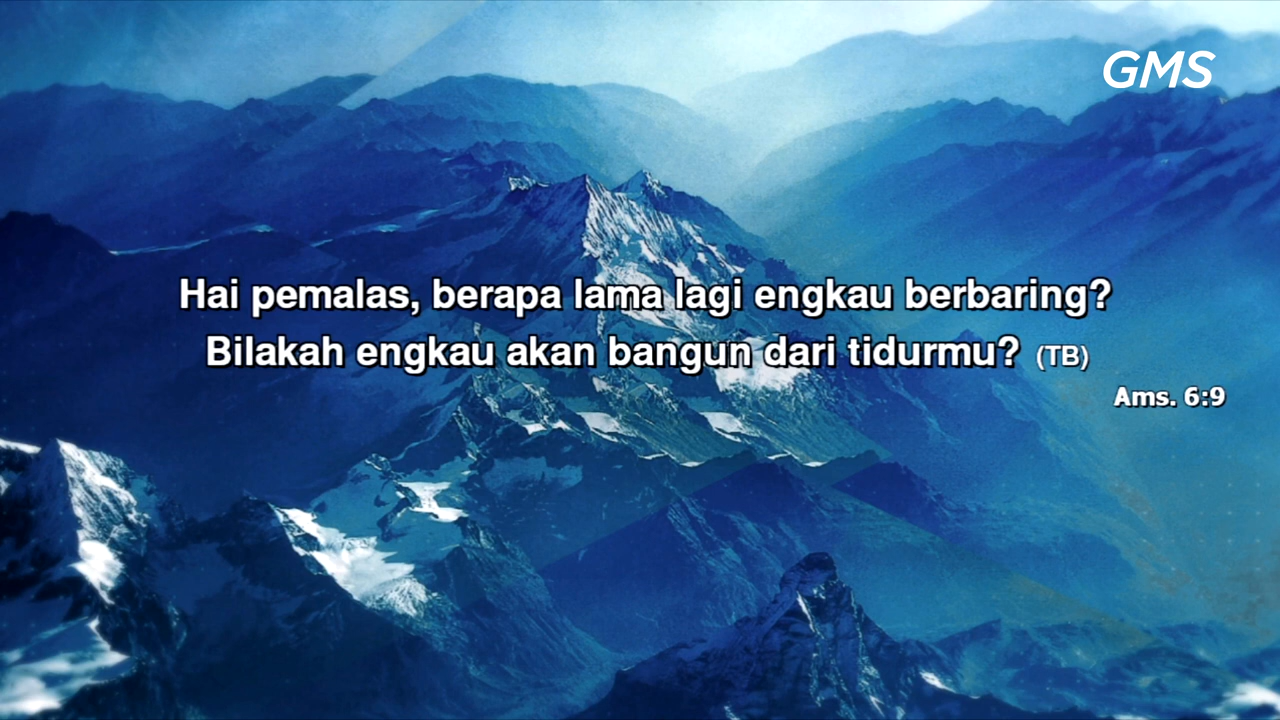 GMS
Hai pemalas, berapa lama lagi engkau berbaring?
Bilakah engkau akan bangun dari tidurmu? (TB)
Ams. 6:9